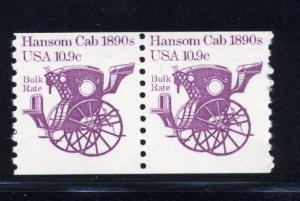 Hansom Cab 1890s
USA 10.9c
Bulk
Rate
Hansom Cab 1890s
USA 10.9c
Bulk
Rate